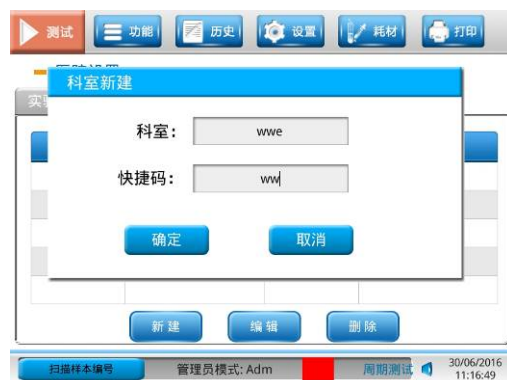 测试 功能 历史 设置 耗材 打印
科室新建
科室： wwe
快捷码： ww
确定 取消
新建 编辑 删除
扫描样本编号 管理员模式: Adm 周期测试 30/06/2016
11:16:49